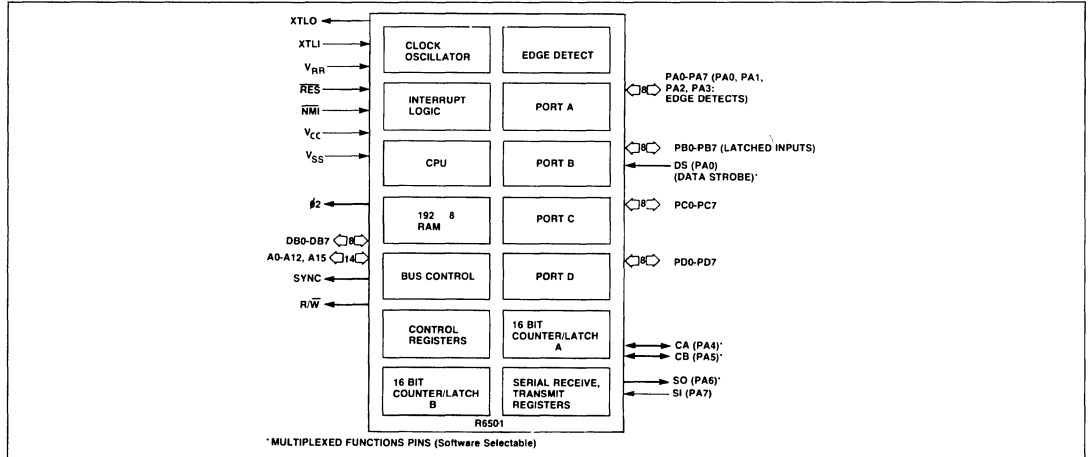 XTLO
XTLI
VRR
RES
NMI
VCC
VSS
ϕ2
DB0-DB7
8
A0-A12, A15
14
SYNC
R/W
CLOCK
OSCILLATOR
EDGE DETECT
INTERRUPT
LOGIC
PORT A
CPU
PORT B
192 8
RAM
PORT C
BUS CONTROL
PORT D
CONTROL
REGISTERS
16 BIT
COUNTER/LATCH
A
16 BIT
COUNTER/LATCH
B
SERIAL RECEIVE,
TRANSMIT
REGISTERS
R6501
8
PA0-PA7 (PA0, PA1,
PA2, PA3:
EDGE DETECTS)
8
PB0-PB7 (LATCHED INPUTS)
DS (PA0)
(DATA STROBE)*
8
PC0-PC7
8
PD0-PD7
CA (PA4)*
CB (PA5)*
SO (PA6)*
SI (PA7)
*MULTIPLEXED FUNCTIONS PINS (Software Selectable)